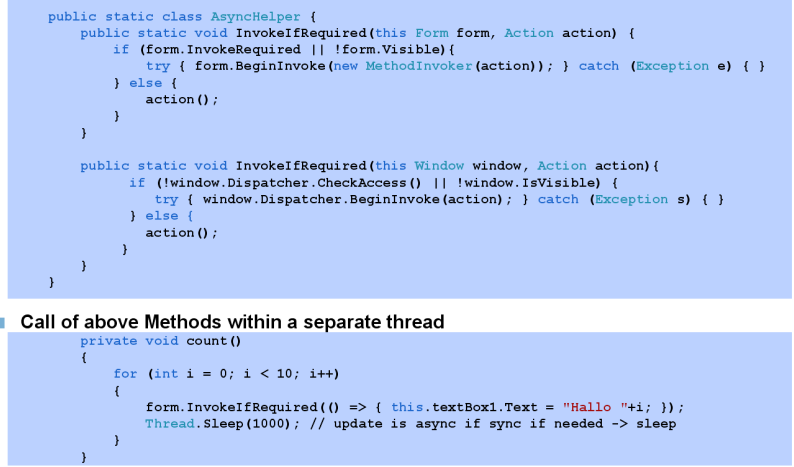 public static class AsyncHelper {
public static void InvokeIfRequired(this Form form, Action action) {
if (form.InvokeRequired || !form.Visible){
try { form.BeginInvoke(new MethodInvoker(action)); } catch (Exception e) { }
} else {
action();
}
}
public static void InvokeIfRequired(this Window window, Action action){
if (!window.Dispatcher.CheckAccess() || !window.IsVisible) {
try { window.Dispatcher.BeginInvoke(action); } catch (Exception s) { }
} else {
action();
}
}
}
Call of above Methods within a separate thread
private void count()
{
for (int i = 0; i < 10; i++)
{
form.InvokeIfRequired(() => { this.textBox1.Text = "Hallo "+i; });
Thread.Sleep(1000); // update is async if sync if needed -> sleep
}
}